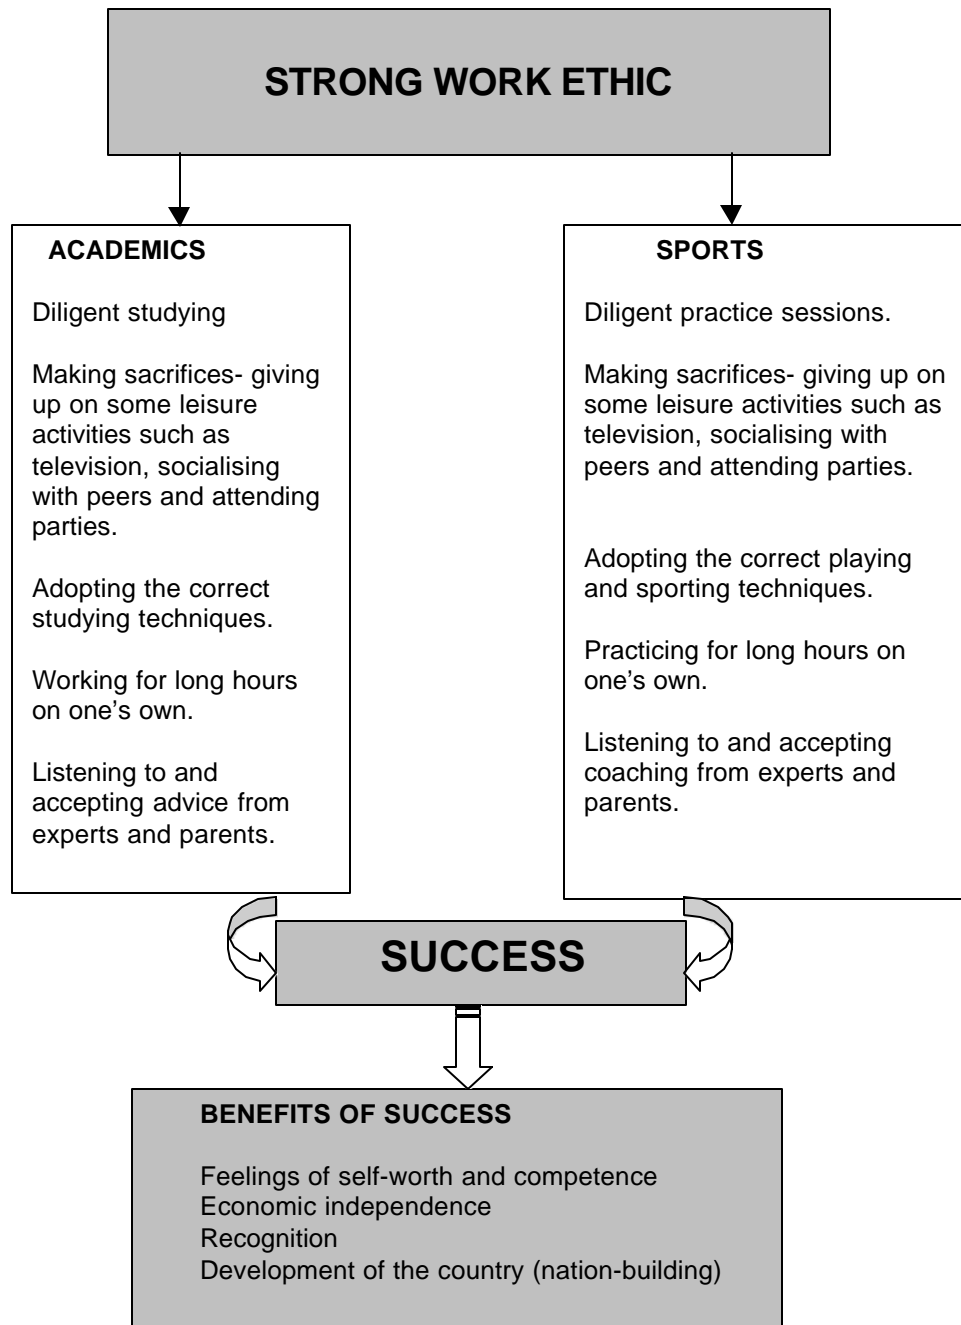 STRONG WORK ETHIC
ACADEMICS
Diligent studying
Making sacrifices- giving
up on some leisure
activities such as
television, socialising
with peers and attending
parties.
Adopting the correct
studying techniques.
Working for long hours
on one's own.
Listening to and
accepting advice from
experts and parents.
SPORTS
Diligent practice sessions.
Making sacrifices- giving up on
some leisure activities such as
television, socialising with
peers and attending parties.
Adopting the correct playing
and sporting techniques.
Practicing for long hours on
one's own.
Listening to and accepting
coaching from experts and
parents.
SUCCESS
BENEFITS OF SUCCESS
Feelings of self-worth and competence
Economic independence
Recognition
Development of the country (nation-building)